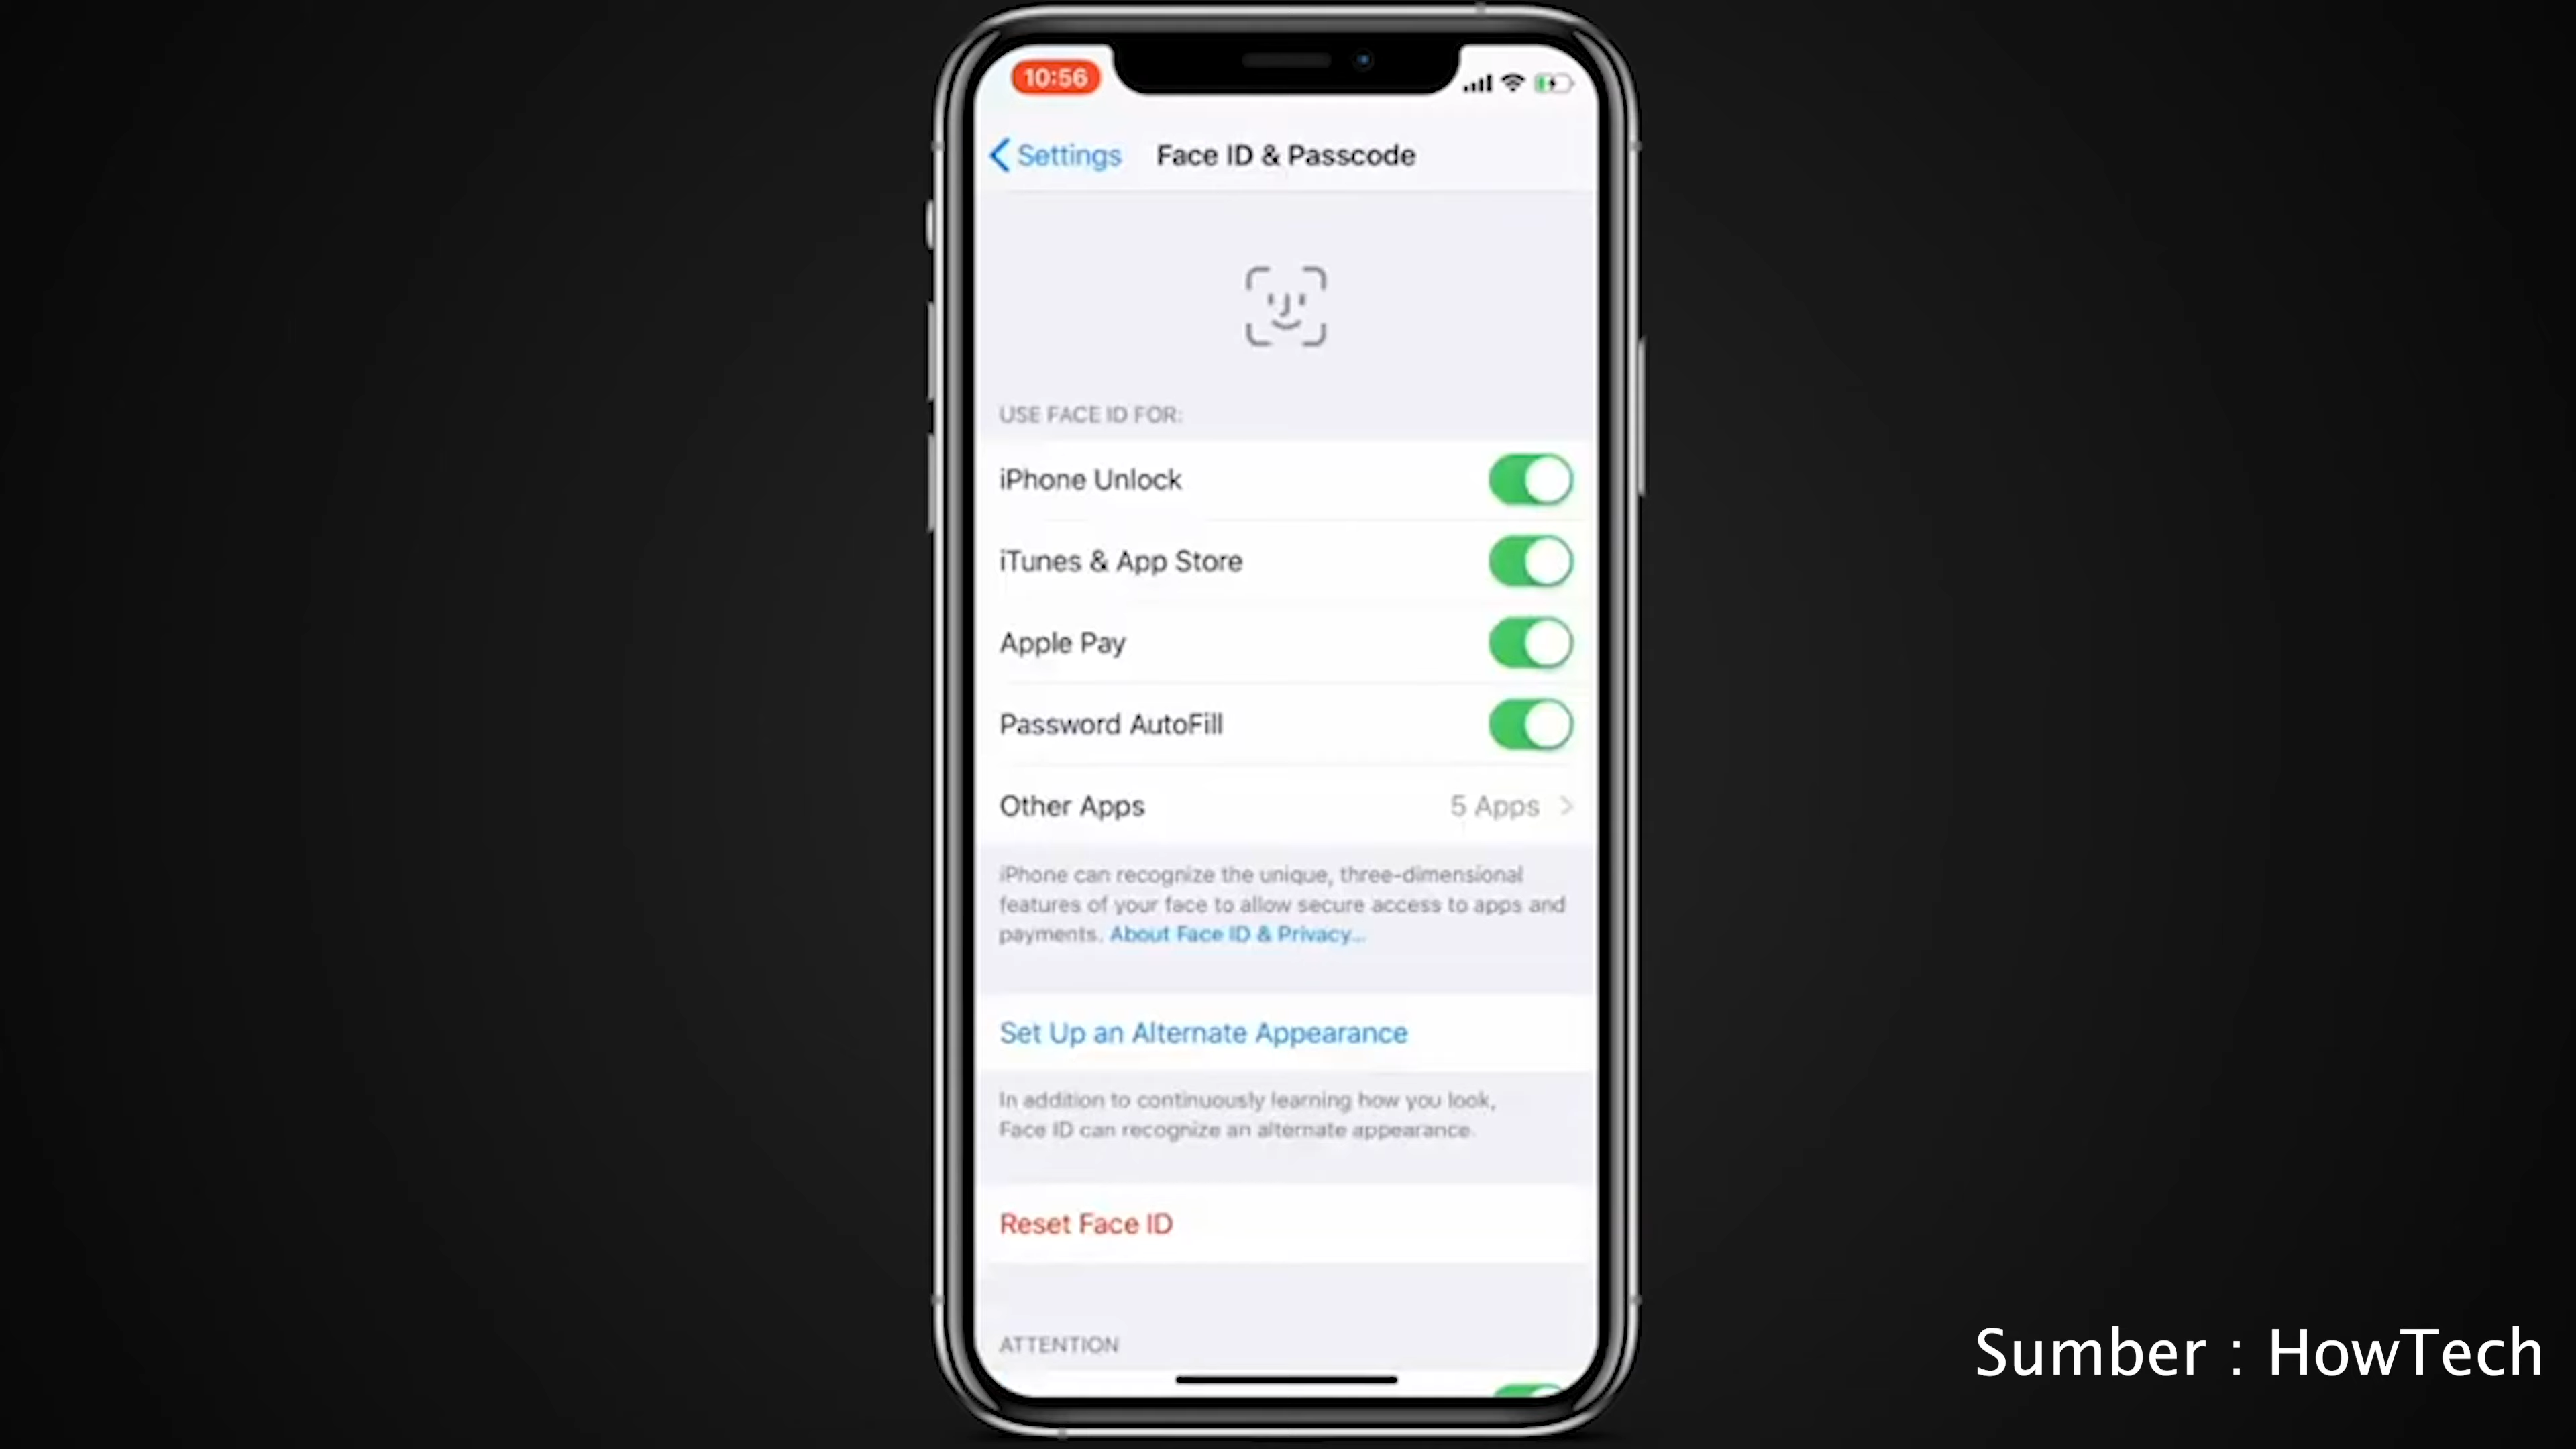 10:56
Settings
Face ID & Passcode
USE FACE ID FOR:
iPhone Unlock
iTunes & App Store
Apple Pay
Password AutoFill
Other Apps
5 Apps
iPhone can recognize the unique, three-dimensional
features of your face to allow secure access to apps and
payments. About Face ID & Privacy...
Set Up an Alternate Appearance
In addition to continuously learning how you look,
Face ID can recognize an alternate appearance.
Reset Face ID
ATTENTION
Sumber : HowTech